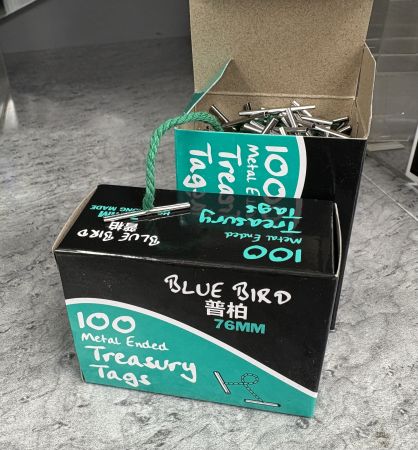 100
Metal Ended
Treasury
Tags
BLUE BIRD
普柏
MADE
100
Metal Ended
Treasury
Tags
BLUE BIRD
普柏
76MM
100
Metal Ended
Treasury
Tags